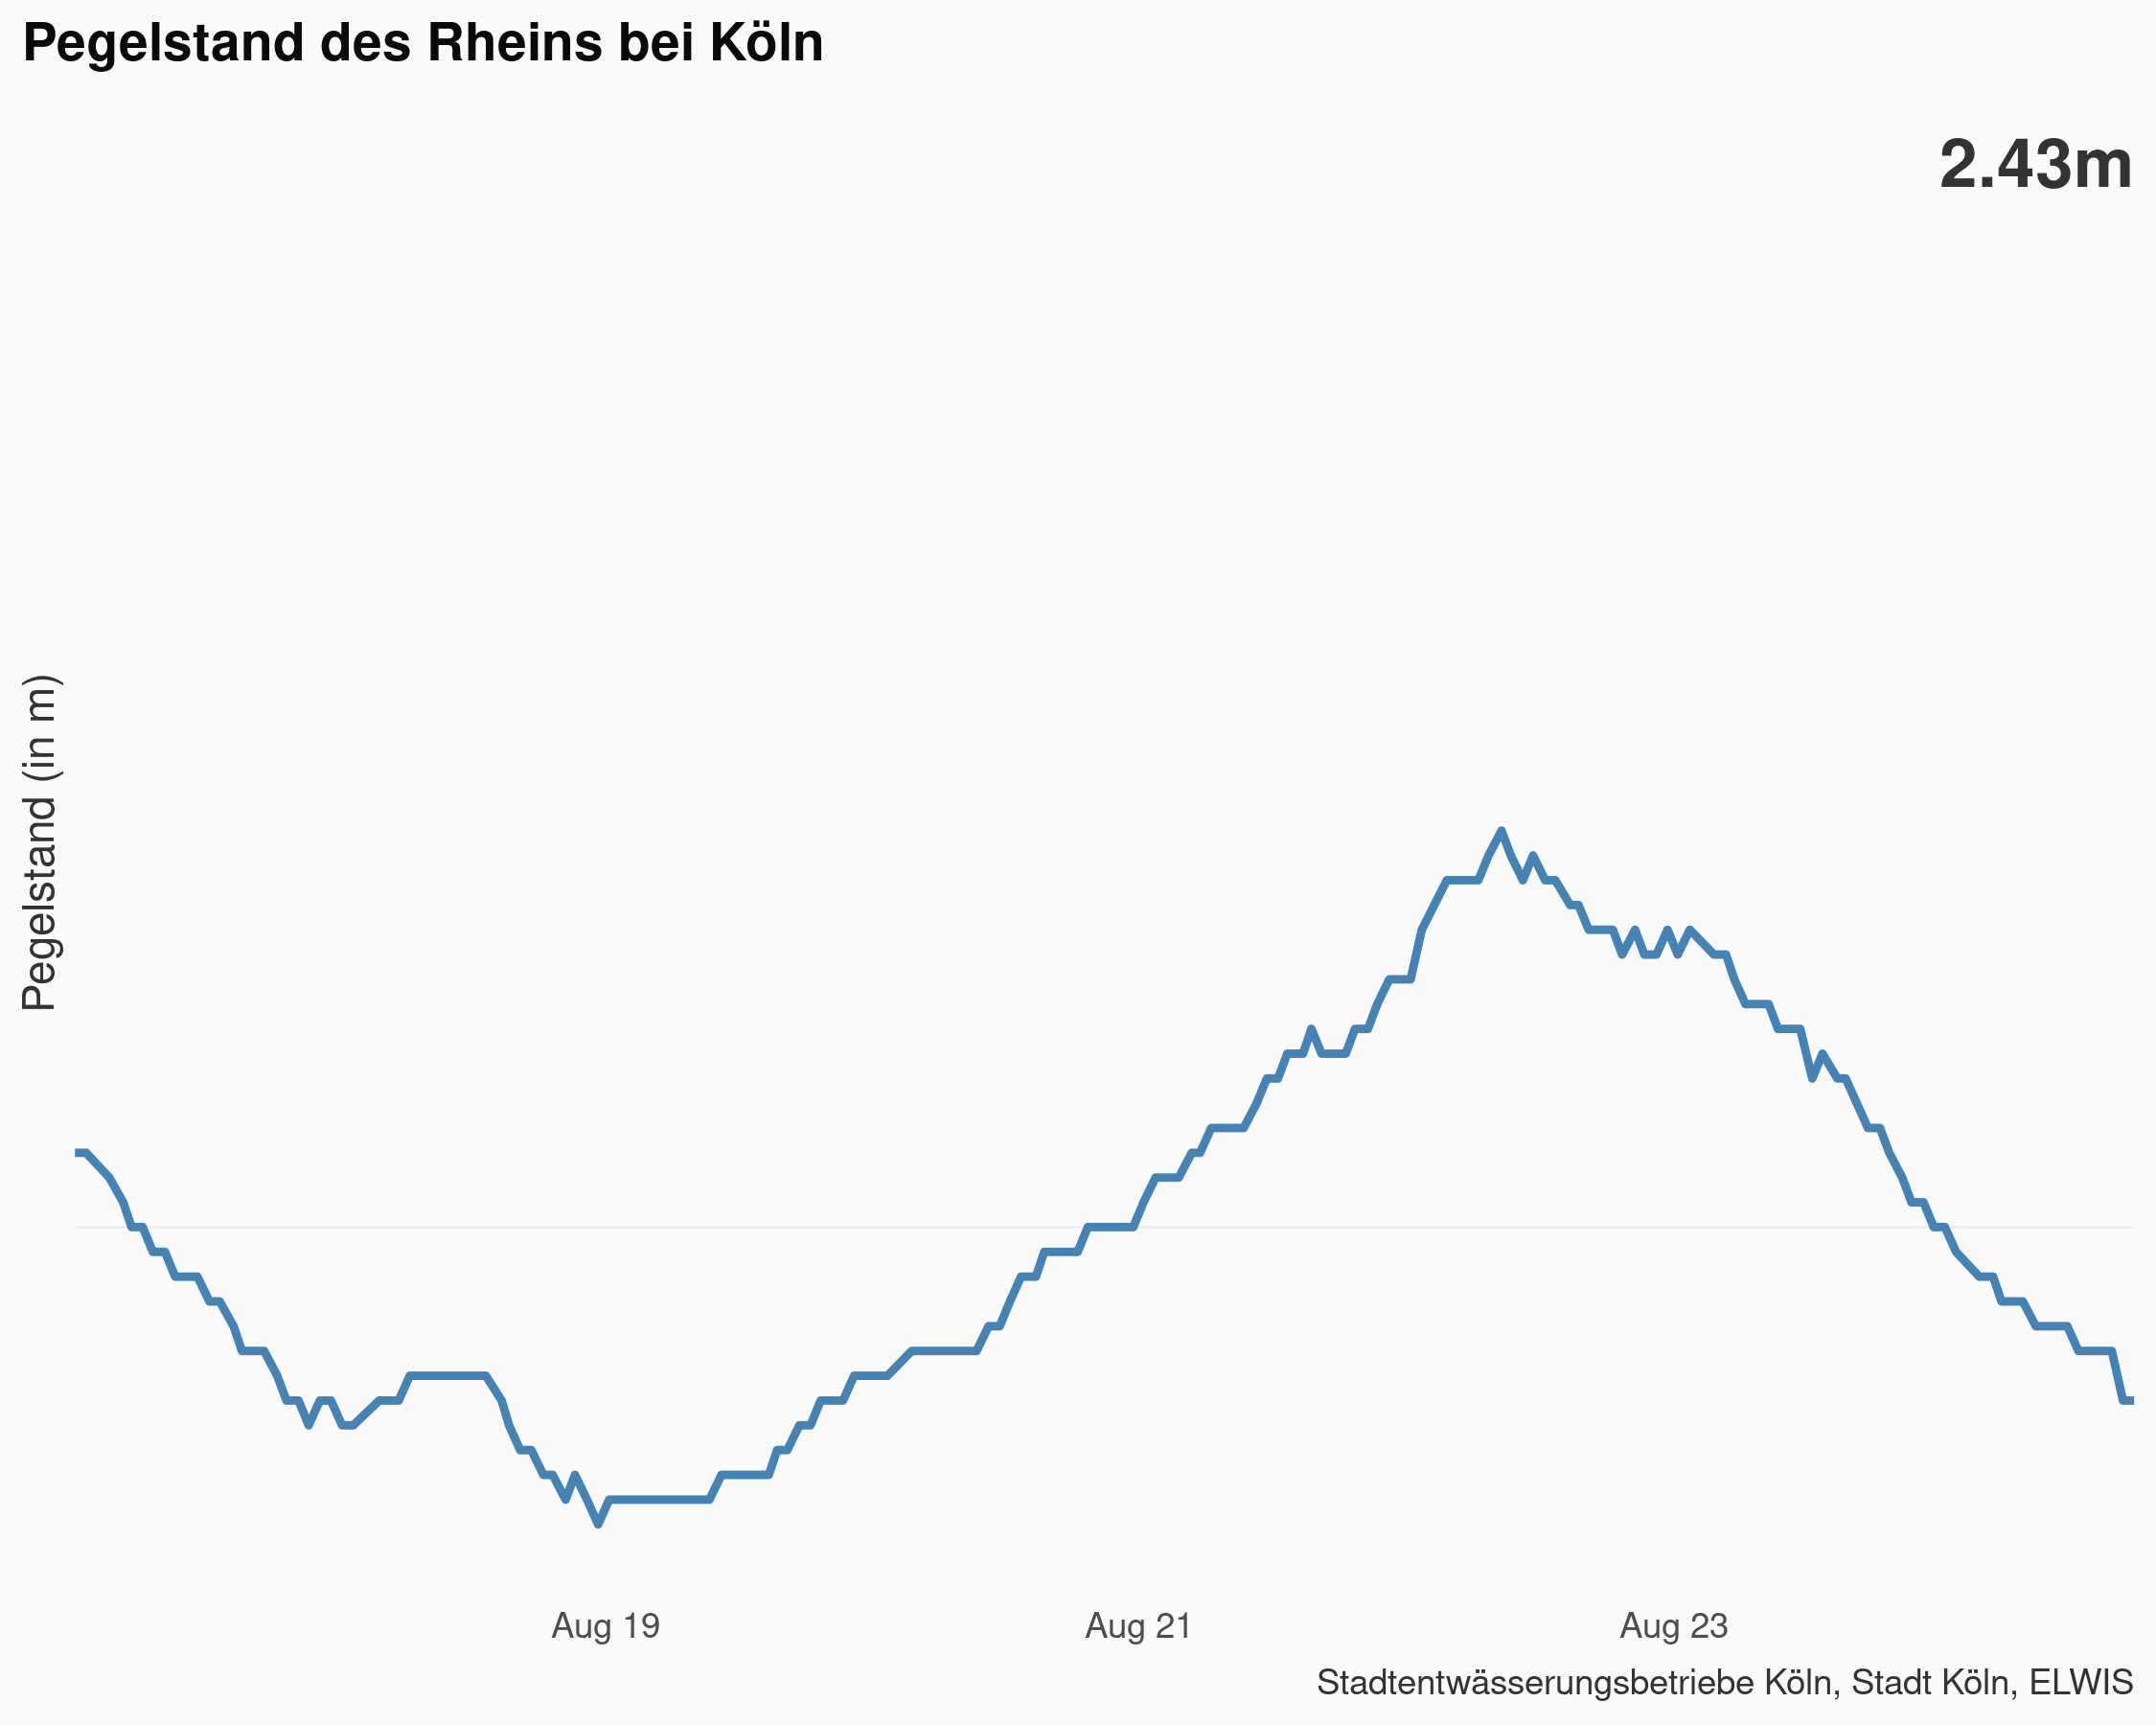 Pegelstand des Rheins bei Köln
2.43m
Pegelstand (in m)
Aug 19
Aug 21
Aug 23
Stadtentwässerungsbetriebe Köln, Stadt Köln, ELWIS